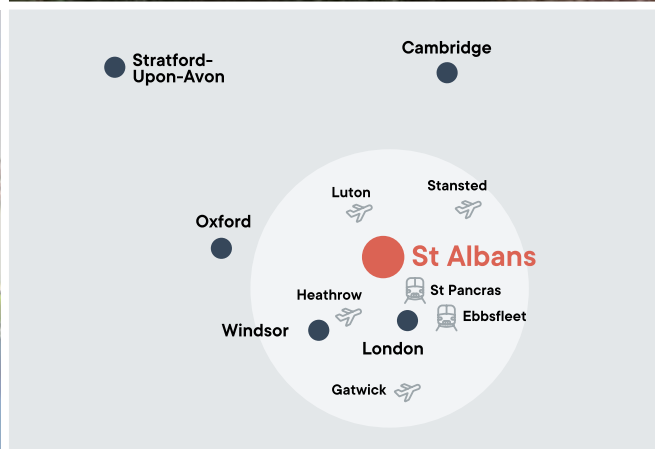 Stratford-
Upon-Avon
Cambridge
Luton
Stansted
Oxford
St Albans
Heathrow
St Pancras
Windsor
Ebbsfleet
London
Gatwick